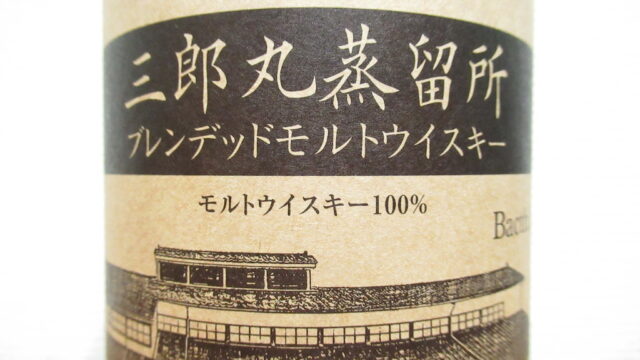 三郎丸蒸留所
ブレンデッドモルトウイスキー
モルトウイスキー100%